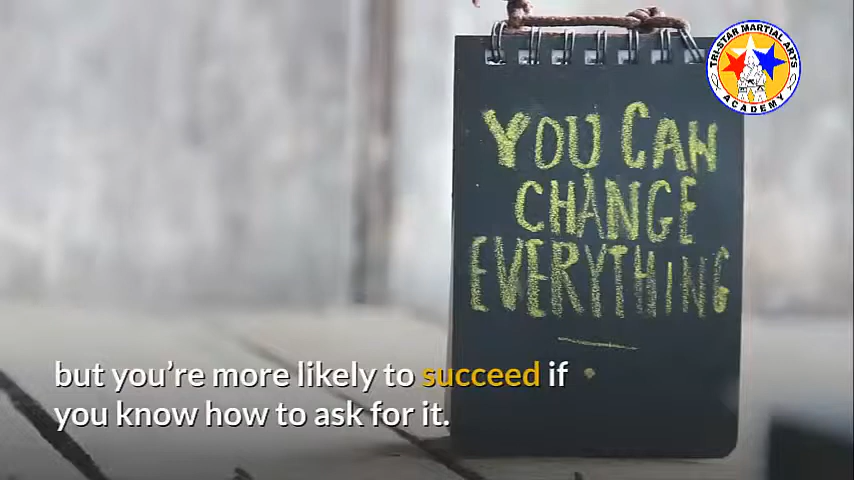 TRI-STAR MARTIAL ARTS
ACADEMY
YOU CAN
CHANGE
EVERYTHING
but you're more likely to succeed if
you know how to ask for it.